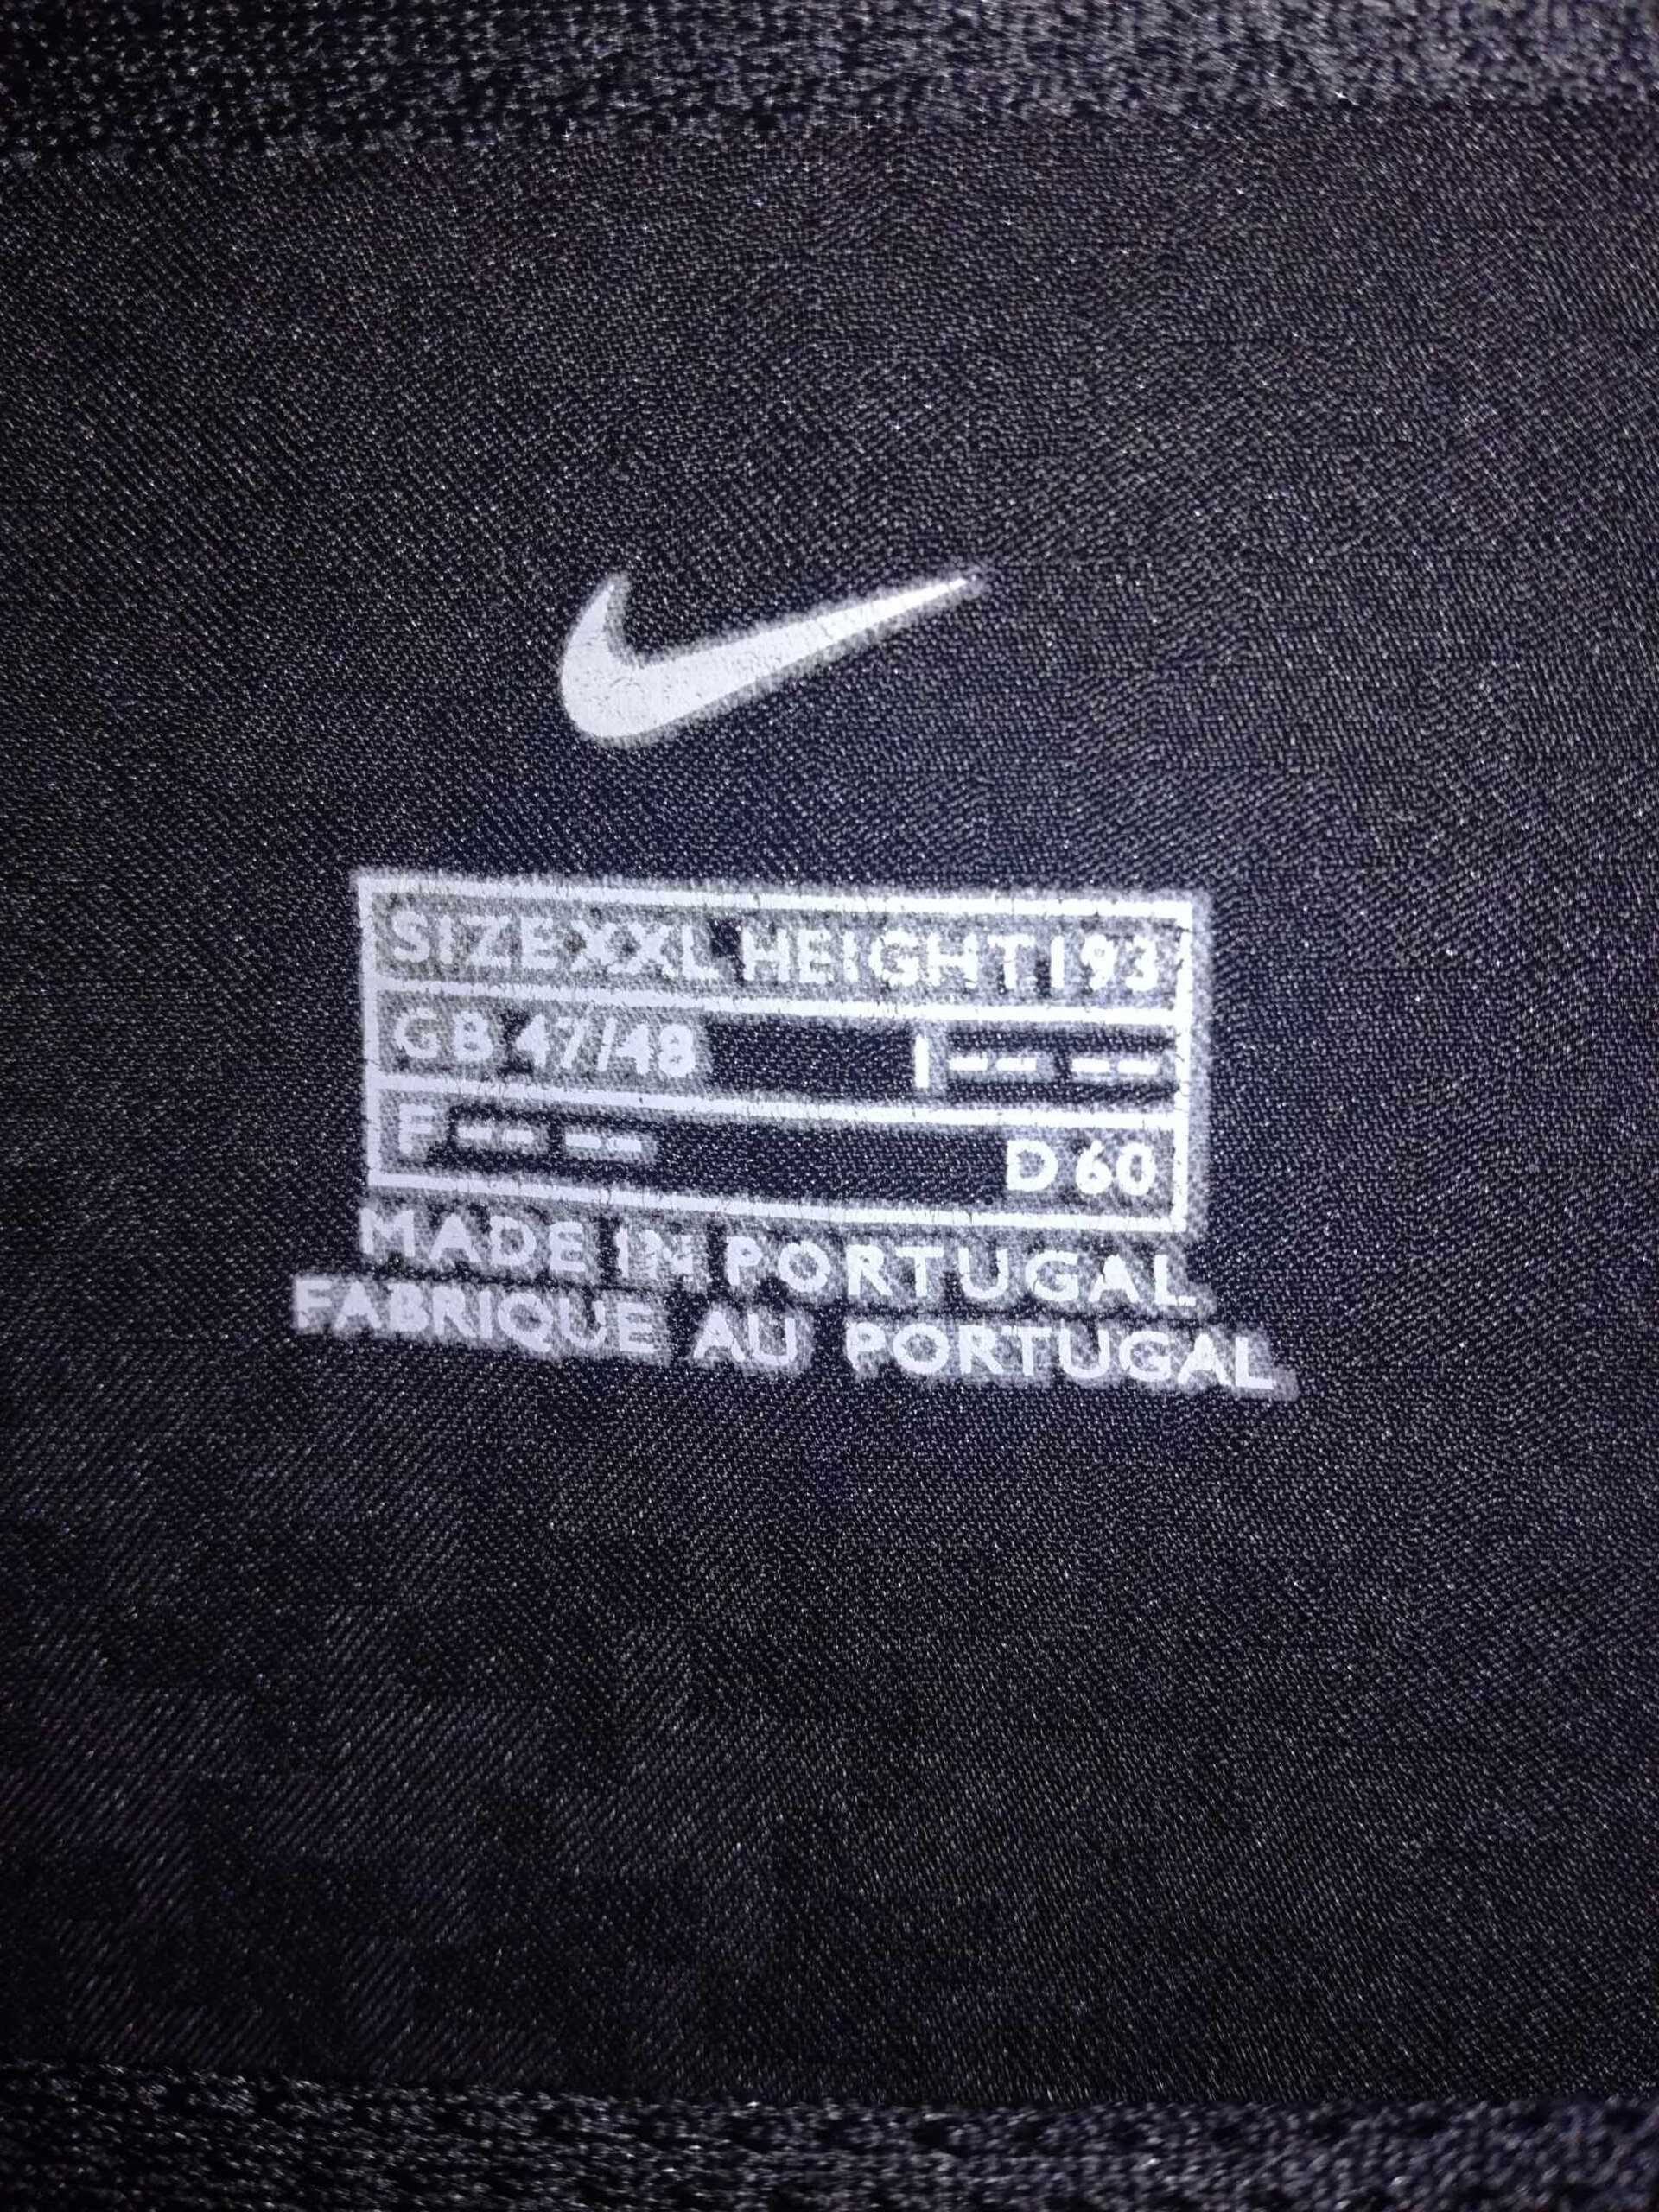 SIZE XXL HEIGHT 193
GB 47/48 I -- --
F -- -- D 60
MADE IN PORTUGAL
FABRIQUE AU PORTUGAL